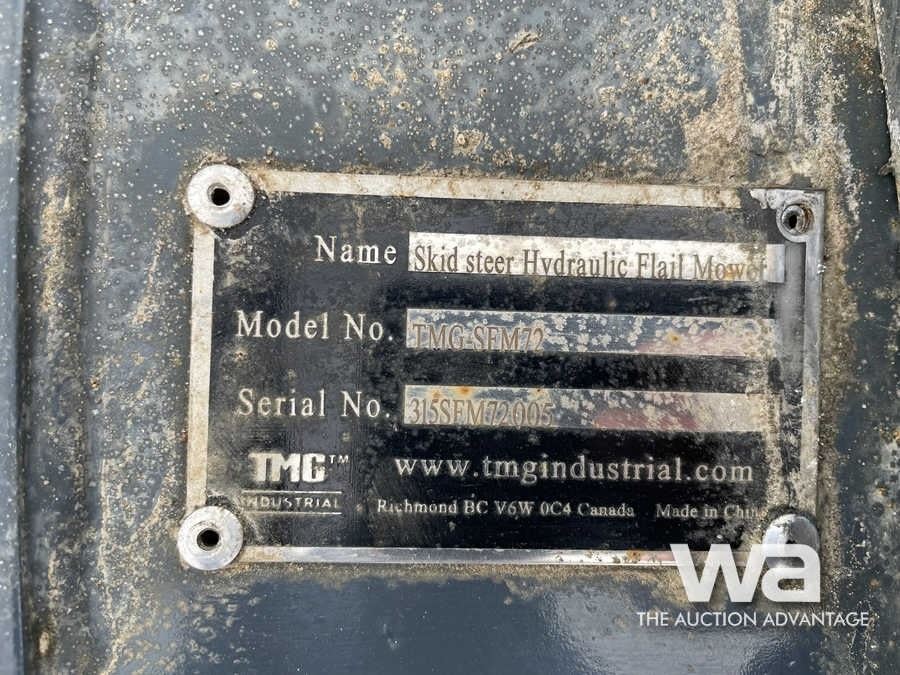 Name Skid steer Hydraulic Flail Mower
Model No. TMG-SFM72
Serial No. 315SFM72005
TMG™ www.tmgindustrial.com
INDUSTRIAL Richmond BC V6W 0C4 Canada Made in China
wa
THE AUCTION ADVANTAGE